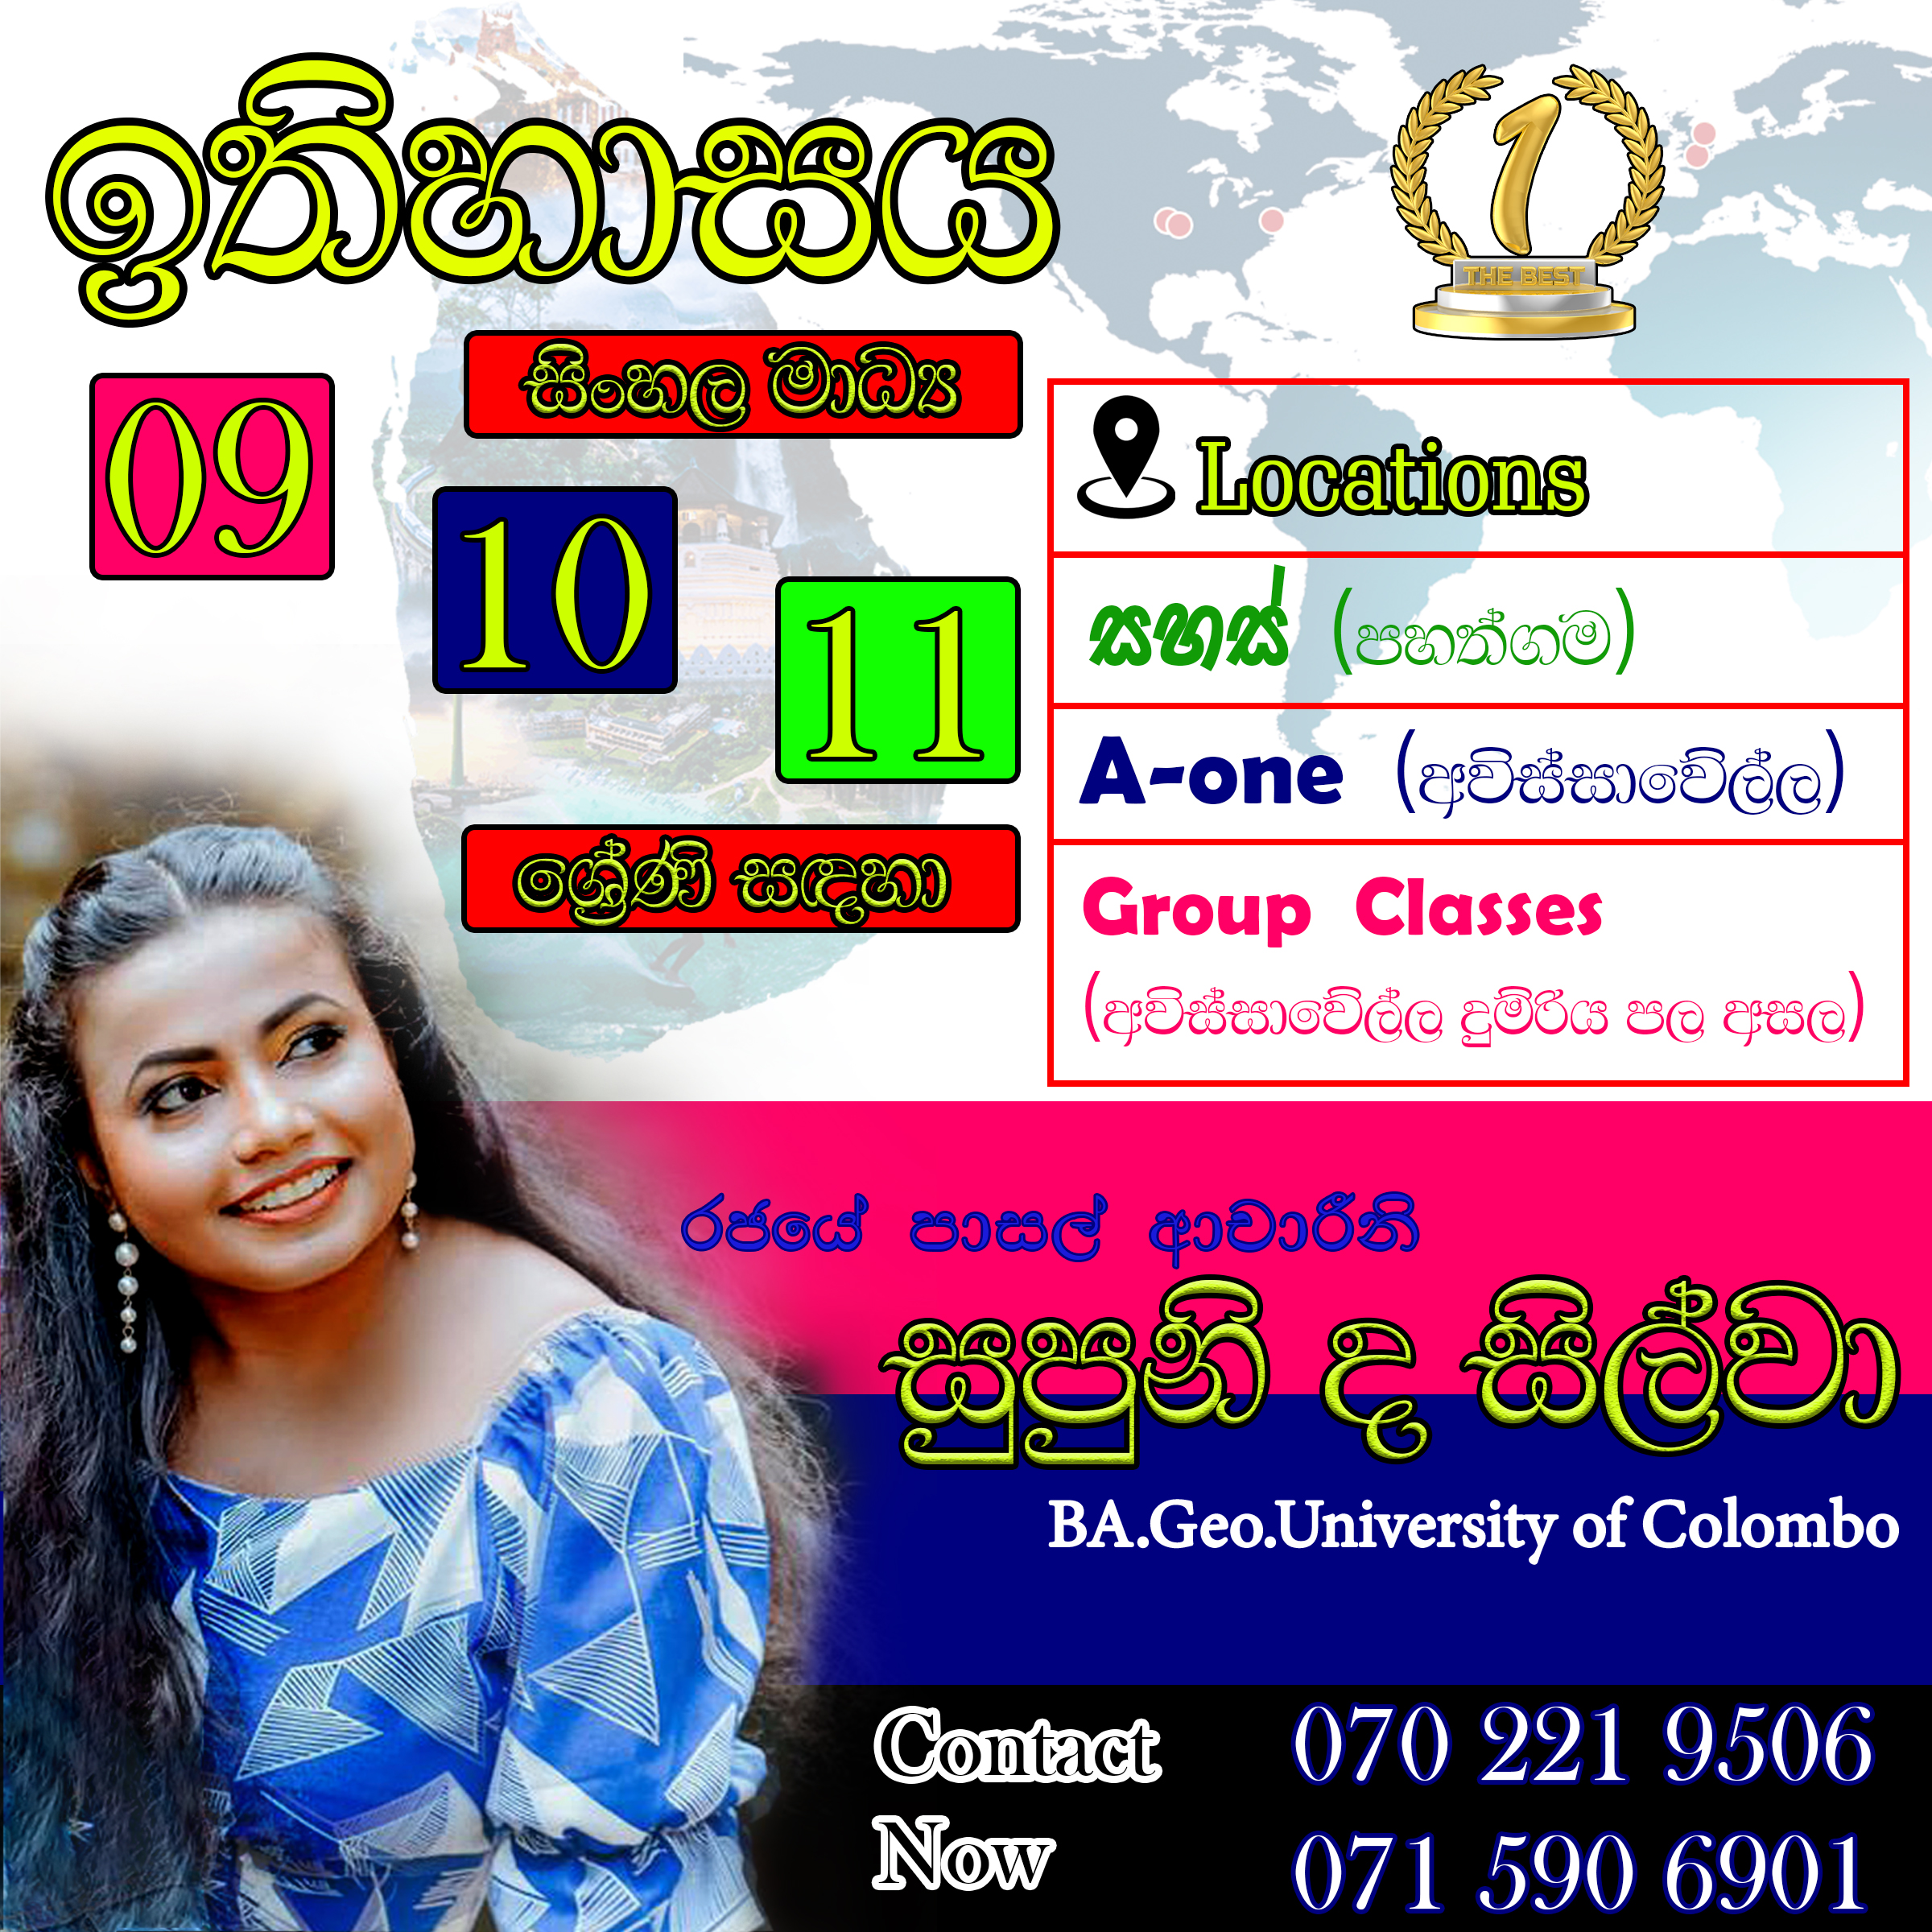 ඉතිහාසය
1
THE BEST
සිංහල මාධ්‍ය
09
10
11
ශ්‍රේණි සඳහා
Locations
සහස් (පහත්ගම)
A-one (අවිස්සාවේල්ල)
Group Classes
(අවිස්සාවේල්ල දුම්රිය පල අසල)
රජයේ පාසල් ආචාරිනි
සුපුනි ද සිල්වා
BA.Geo.University of Colombo
Contact 070 221 9506
Now 071 590 6901